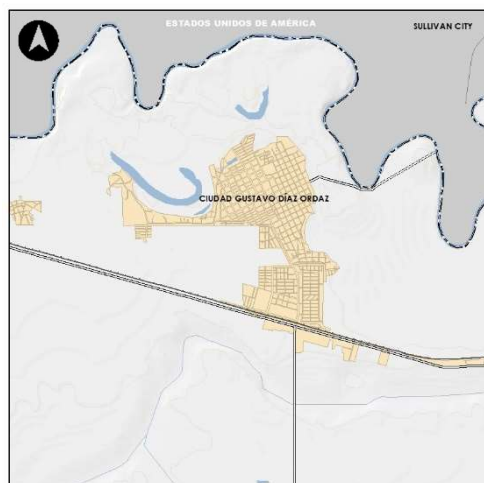 ESTADOS UNIDOS DE AMÉRICA
SULLIVAN CITY
CIUDAD GUSTAVO DÍAZ ORDAZ